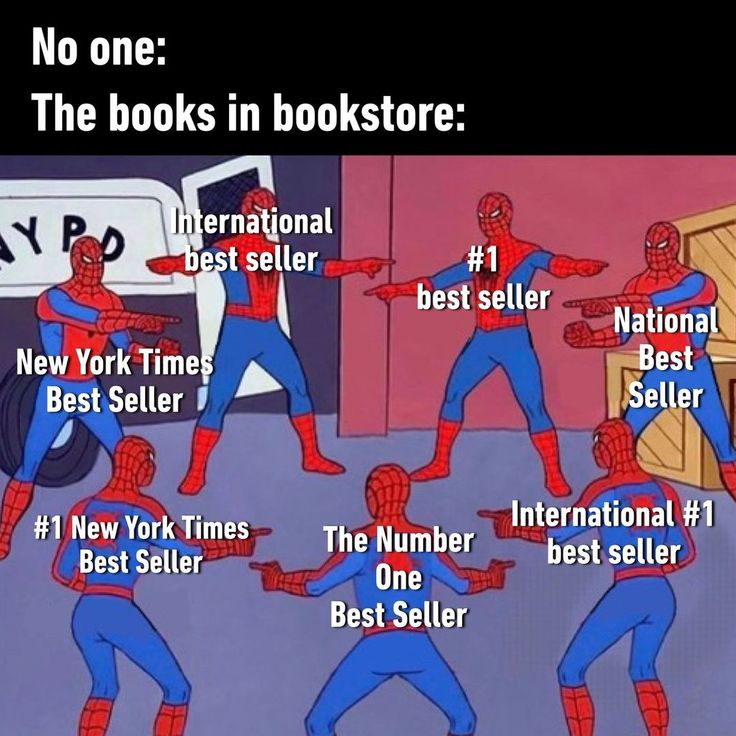 No one:
The books in bookstore:
NYPD
International
best seller
#1
best seller
National
Best
Seller
New York Times
Best Seller
#1 New York Times
Best Seller
The Number
One
Best Seller
International #1
best seller